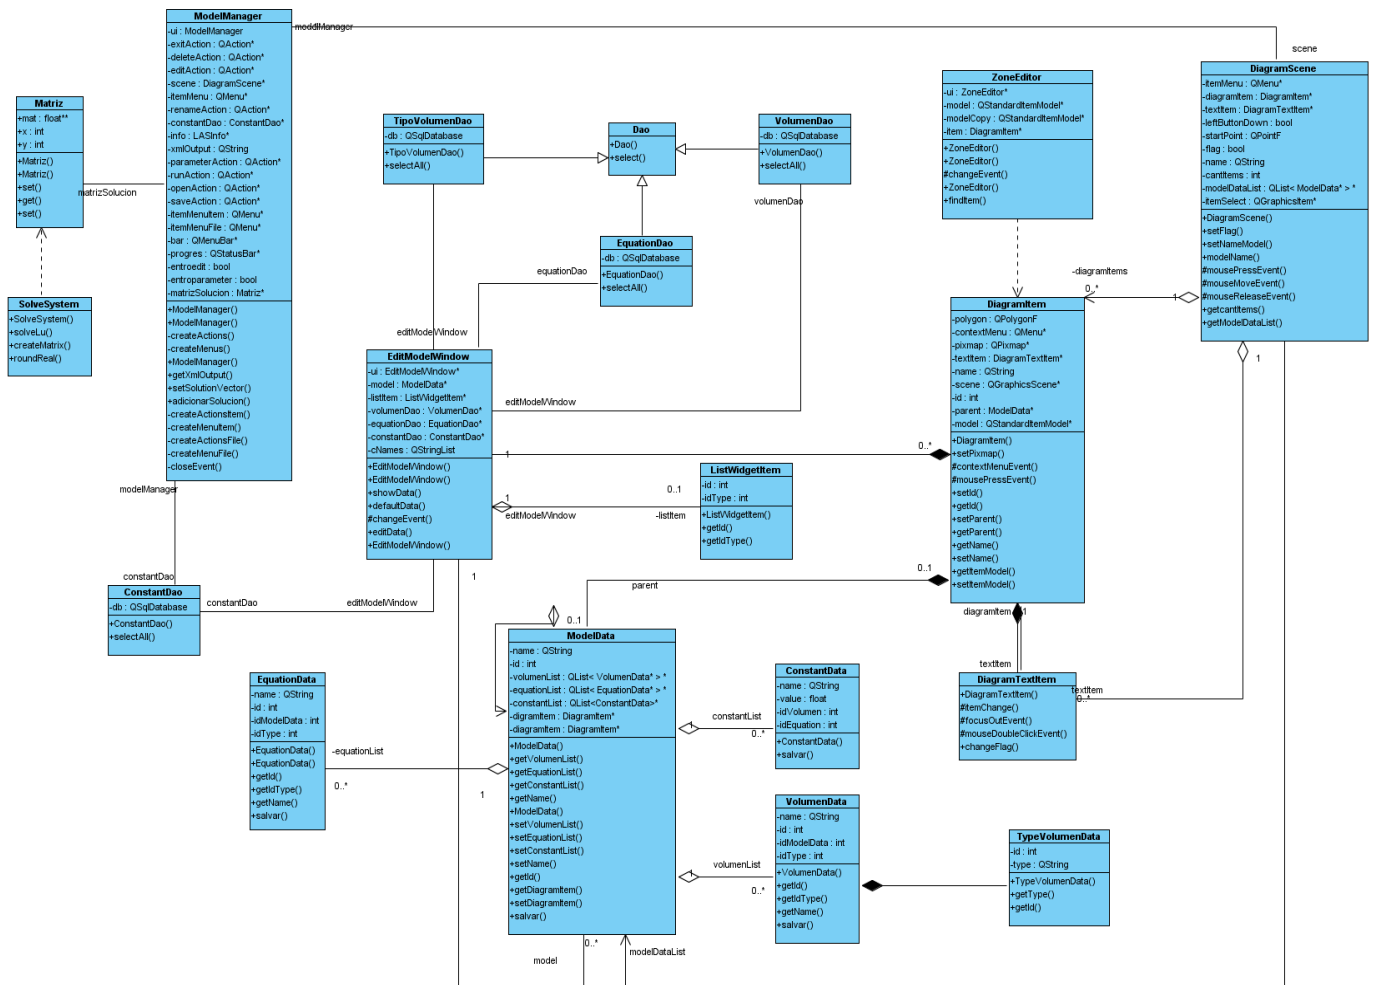 ModelManager
-ui : ModelManager
-exitAction : QAction*
-deleteAction : QAction*
-editAction : QAction*
-scene : DiagramScene*
-itemMenu : QMenu*
-renameAction : QAction*
-constantDao : ConstantDao*
-info : LASInfo*
-xmlOutput : QString
-parameterAction : QAction*
-runAction : QAction*
-openAction : QAction*
-saveAction : QAction*
-itemMenuItem : QMenu*
-itemMenuFile : QMenu*
-bar : QMenuBar*
-progres : QStatusBar*
-entroedit : bool
-entroparameter : bool
-matrizSolucion : Matriz*
+ModelManager()
+ModelManager()
-createActions()
-createMenus()
+ModelManager()
+getXmlOutput()
+setSolutionVector()
+adicionarSolucion()
-createActionsItem()
-createMenuItem()
-createActionsFile()
-createMenuFile()
-closeEvent()
modelManager
scene
Matriz
+mat : float**
+x : int
+y : int
+Matriz()
+Matriz()
+set()
+get()
+set()
matrizSolucion
SolveSystem
+SolveSystem()
+solveLu()
+createMatrix()
+roundReal()
TipoVolumenDao
-db : QSqlDatabase
+TipoVolumenDao()
+selectAll()
Dao
+Dao()
+select()
VolumenDao
-db : QSqlDatabase
+VolumenDao()
+selectAll()
volumenDao
EquationDao
-db : QSqlDatabase
+EquationDao()
+selectAll()
equationDao
editModelWindow
ZoneEditor
-ui : ZoneEditor*
-model : QStandardItemModel*
-modelCopy : QStandardItemModel*
-item : DiagramItem*
+ZoneEditor()
+ZoneEditor()
#changeEvent()
+ZoneEditor()
+findItem()
DiagramScene
-itemMenu : QMenu*
-diagramItem : DiagramItem*
-textItem : DiagramTextItem*
-leftButtonDown : bool
-startPoint : QPointF
-flag : bool
-name : QString
-cantItems : int
-modelDataList : QList< ModelData* > *
-itemSelect : QGraphicsItem*
+DiagramScene()
+setFlag()
+setNameModel()
+modelName()
#mousePressEvent()
#mouseMoveEvent()
#mouseReleaseEvent()
+getcantItems()
+getModelDataList()
-diagramItems
0..*
1
1
DiagramItem
-polygon : QPolygonF
-contextMenu : QMenu*
-pixmap : QPixmap*
-textItem : DiagramTextItem*
-name : QString
-scene : QGraphicsScene*
-id : int
-parent : ModelData*
-model : QStandardItemModel*
+DiagramItem()
+setPixmap()
#contextMenuEvent()
#mousePressEvent()
+setId()
+getId()
+setParent()
+getParent()
+getName()
+setName()
+getItemModel()
+setItemModel()
EditModelWindow
-ui : EditModelWindow*
-model : ModelData*
-listItem : ListWidgetItem*
-volumenDao : VolumenDao*
-equationDao : EquationDao*
-constantDao : ConstantDao*
-cNames : QStringList
+EditModelWindow()
+EditModelWindow()
+showData()
+defaultData()
#changeEvent()
+editData()
+EditModelWindow()
editModelWindow
1
0..*
ListWidgetItem
-id : int
-idType : int
+ListWidgetItem()
+getId()
+getIdType()
1
0..1
editModelWindow
-listItem
modelManager
constantDao
ConstantDao
-db : QSqlDatabase
+ConstantDao()
+selectAll()
constantDao
editModelWindow
1
parent
0..1
0..1
diagramItem
1
textItem
DiagramTextItem
+DiagramTextItem()
#itemChange()
#focusOutEvent()
#mouseDoubleClickEvent()
+changeFlag()
textItem
0..*
ModelData
-name : QString
-id : int
-volumenList : QList< VolumenData* > *
-equationList : QList< EquationData* > *
-constantList : QList<ConstantData>*
-digramItem : DiagramItem*
-diagramitem : DiagramItem*
+ModelData()
+getVolumenList()
+getEquationList()
+getConstantList()
+getName()
+ModelData()
+setVolumenList()
+setEquationList()
+setConstantList()
+setName()
+getId()
+getDiagramItem()
+setDiagramItem()
+salvar()
EquationData
-name : QString
-id : int
-idModelData : int
-idType : int
+EquationData()
+EquationData()
+getId()
+getIdType()
+getName()
+salvar()
-equationList
0..*
1
ConstantData
-name : QString
-value : float
-idVolumen : int
-idEquation : int
+ConstantData()
+salvar()
1
constantList
0..*
VolumenData
-name : QString
-id : int
-idModelData : int
-idType : int
+VolumenData()
+getId()
+getIdType()
+getName()
+salvar()
1
volumenList
0..*
TypeVolumenData
-id : int
-type : QString
+TypeVolumenData()
+getType()
+getId()
0..*
model
modelDataList